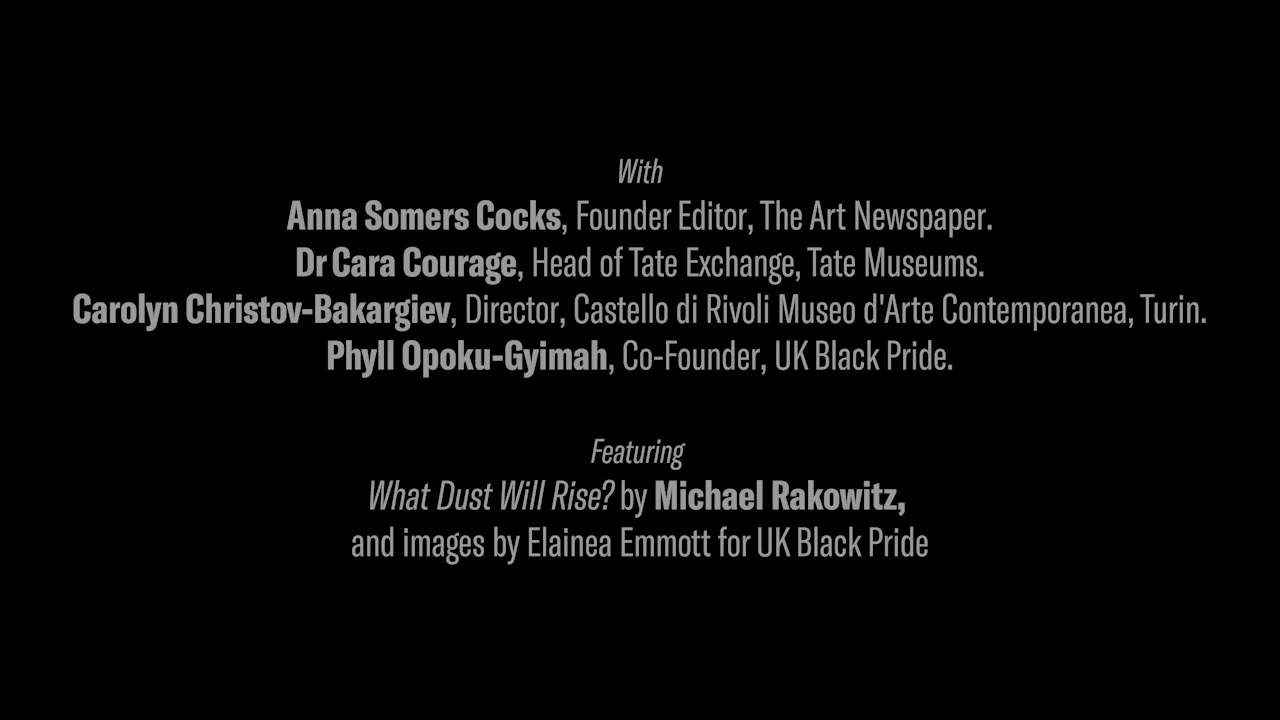 With
Anna Somers Cocks, Founder Editor, The Art Newspaper.
Dr Cara Courage, Head of Tate Exchange, Tate Museums.
Carolyn Christov-Bakargiev, Director, Castello di Rivoli Museo d'Arte Contemporanea, Turin.
Phyll Opoku-Gyimah, Co-Founder, UK Black Pride.
Featuring
What Dust Will Rise? by Michael Rakowitz,
and images by Elainea Emmott for UK Black Pride